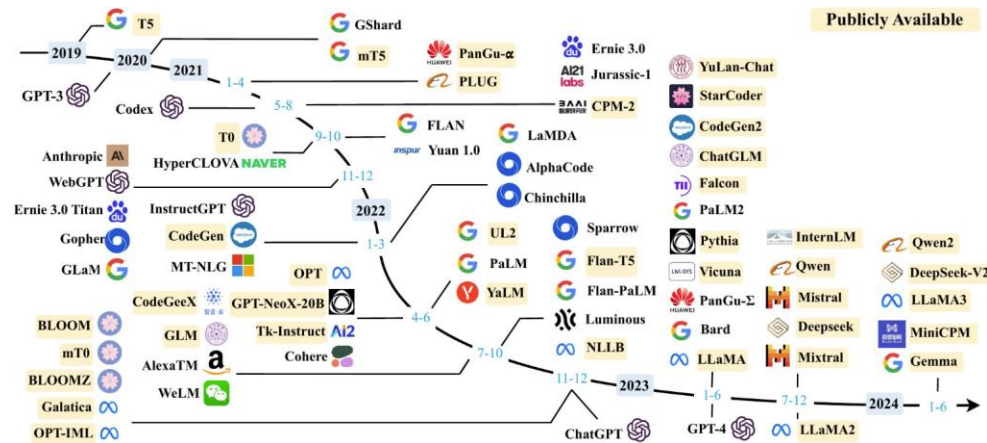 Publicly Available
2019
T5
2020
GShard
mT5
2021
GPT-3
1-4
PanGu-α
HUAWEI
PLUG
Codex
5-8
Ernie 3.0
AI21 labs
Jurassic-1
BAAI
CPM-2
T0
HyperCLOVA NAVER
9-10
FLAN
inspur
Yuan 1.0
Anthropic
WebGPT
Ernie 3.0 Titan
Gopher
GLaM
11-12
2022
InstructGPT
CodeGen
MT-NLG
1-3
LaMDA
AlphaCode
Chinchilla
OPT
CodeGeeX
GPT-NeoX-20B
GLM
Tk-Instruct
AI2
AlexaTM
Cohere
WeLM
4-6
UL2
PaLM
YaLM
7-10
Sparrow
Flan-T5
Flan-PaLM
Luminous
NLLB
BLOOM
mT0
BLOOMZ
Galatica
OPT-IML
11-12
ChatGPT
2023
YuLan-Chat
StarCoder
CodeGen2
ChatGLM
TII
Falcon
PaLM2
Pythia
LM-SYS
Vicuna
HUAWEI
PanGu-Σ
Bard
LLaMA
1-6
GPT-4
InternLM
Qwen
Mistral
Deepseek
Mixtral
7-12
LLaMA2
2024
Qwen2
DeepSeek-V2
LLaMA3
MiniCPM
Gemma
1-6